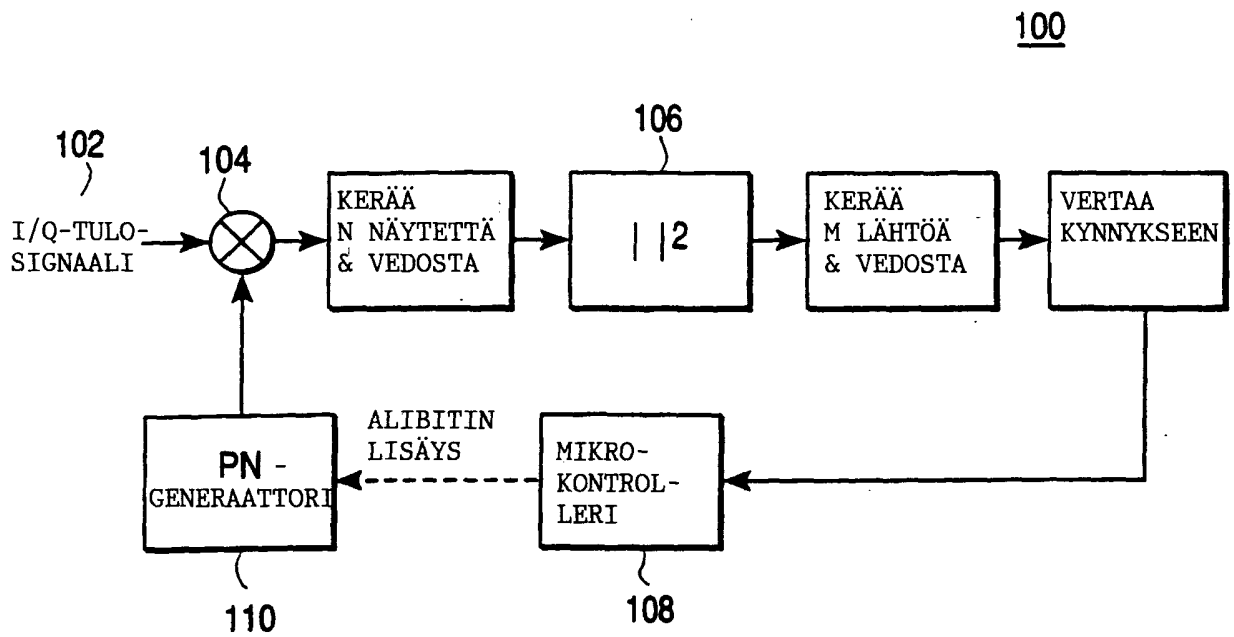 100
102
104
106
I/Q-TULO-
SIGNAALI
KERÄÄ
N NÄYTETTÄ
& VEDOSTA
| |2
KERÄÄ
M LÄHTÖÄ
& VEDOSTA
VERTAA
KYNNYKSEEN
PN -
GENERAATTORI
ALIBITIN
LISÄYS
MIKRO-
KONTROL-
LERI
110
108